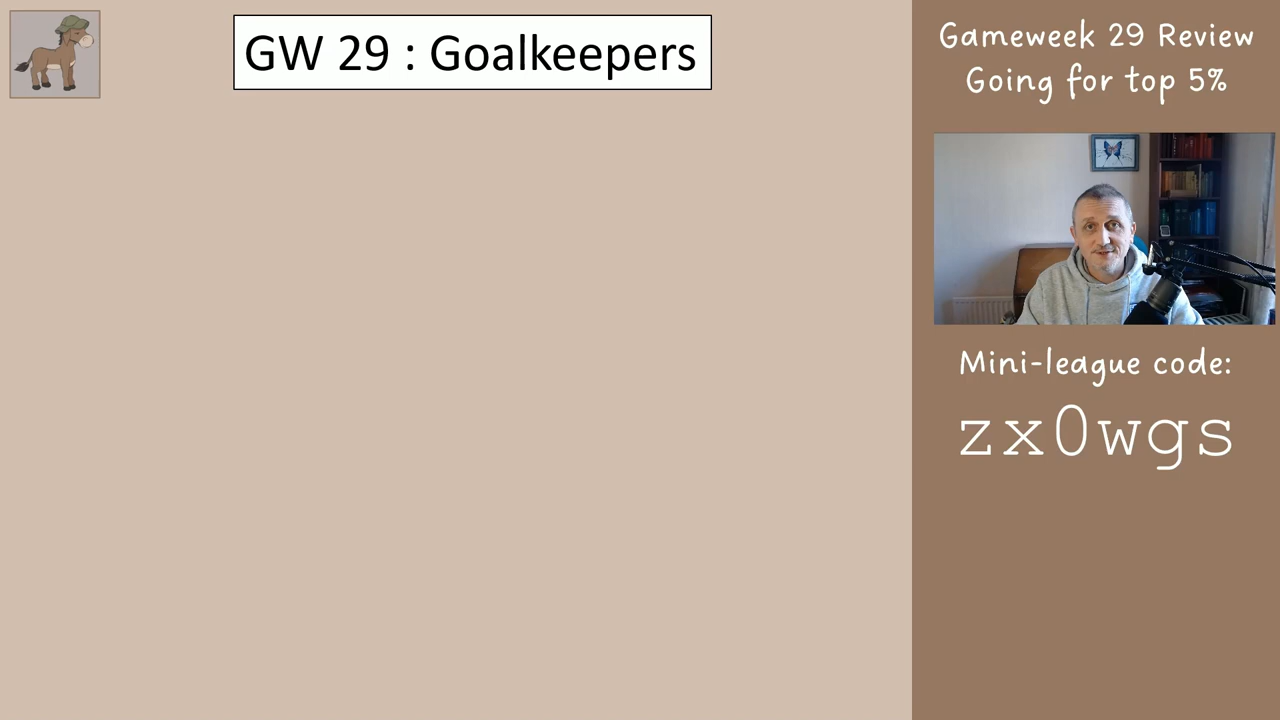 GW 29 : Goalkeepers
Gameweek 29 Review
Going for top 5%
Mini-league code:
zx0wgs